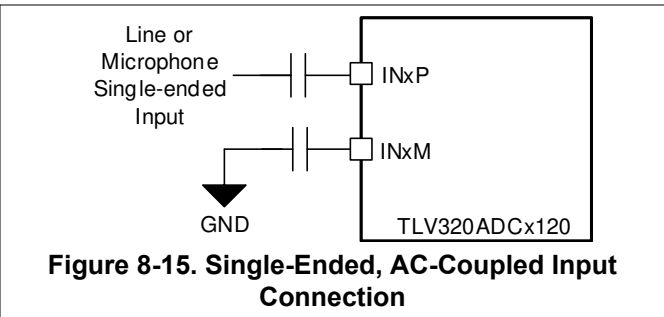 Line or
Microphone
Single-ended
Input
INxP
INxM
GND
TLV320ADCx120
Figure 8-15. Single-Ended, AC-Coupled Input
Connection